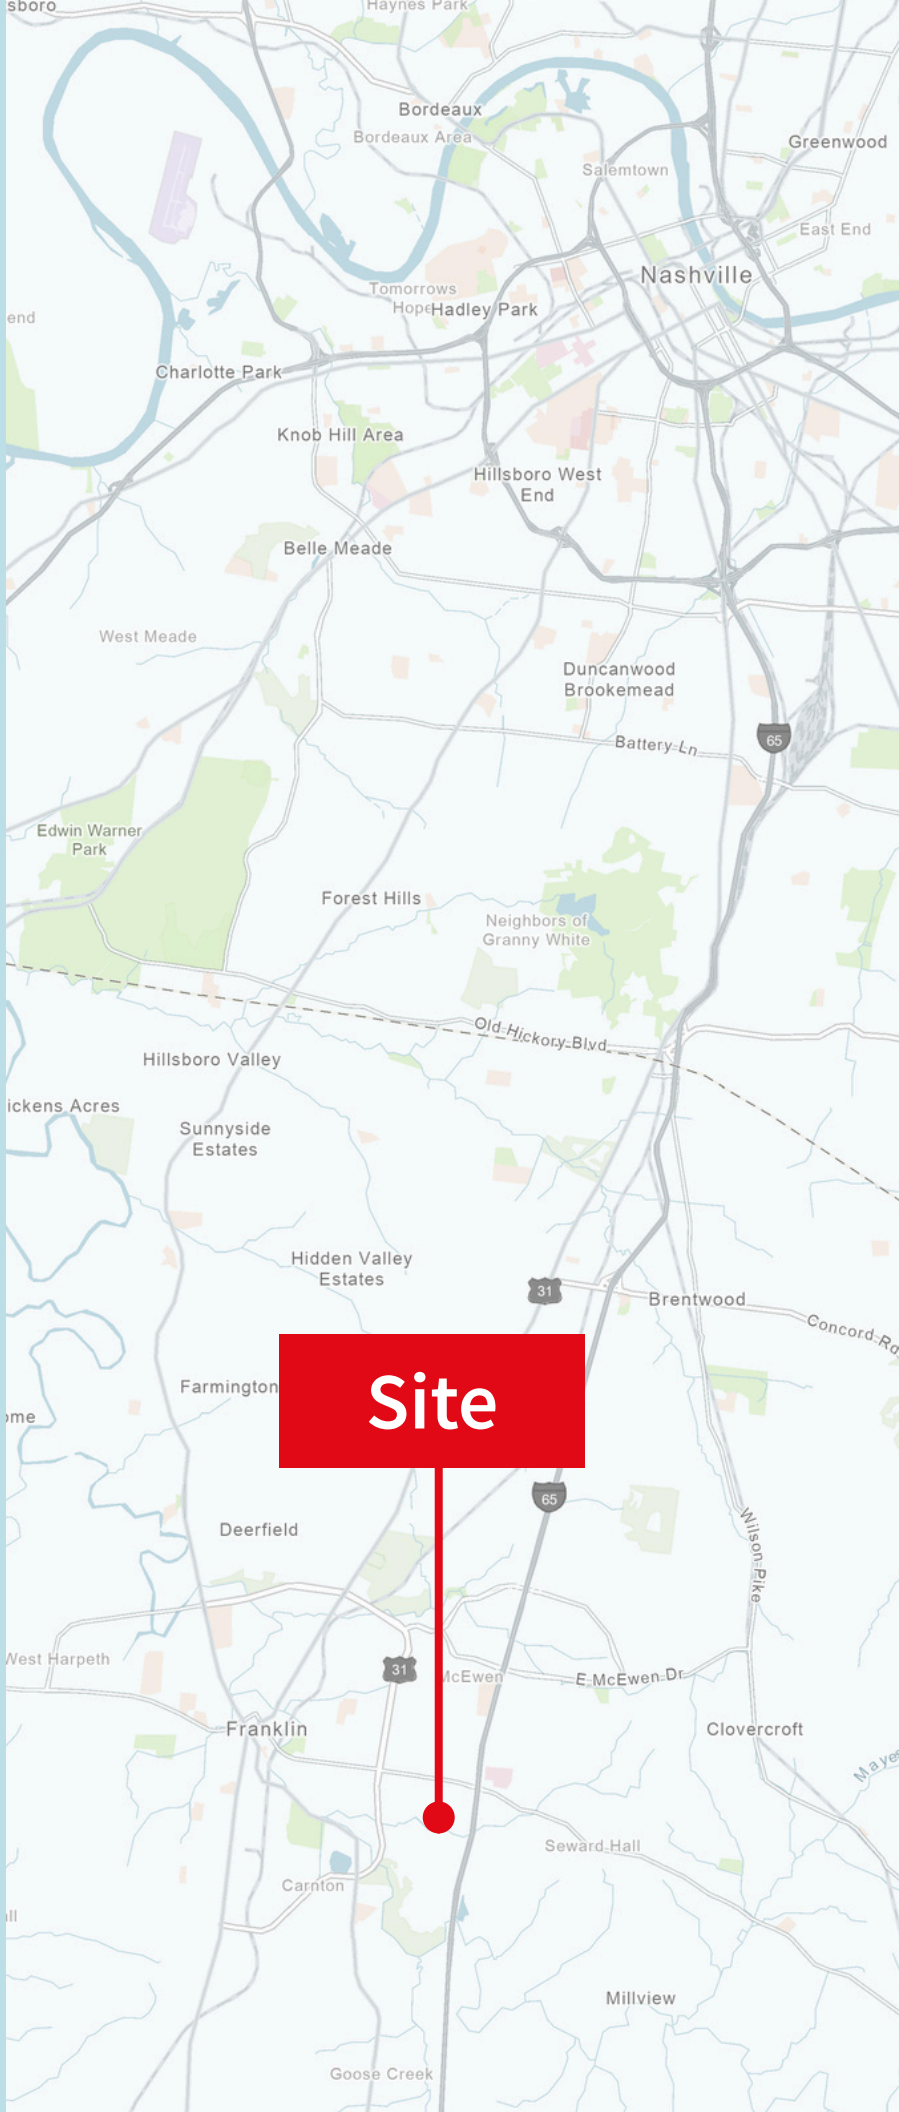 sboro
Haynes Park
Bordeaux
Bordeaux Area
Greenwood
Salemtown
East End
Nashville
Tomorrows
Hope
Hadley Park
end
Charlotte Park
Knob Hill Area
Hillsboro West
End
Belle Meade
West Meade
Duncanwood
Brookemead
65
Battery Ln
Edwin Warner
Park
Forest Hills
Neighbors of
Granny White
Old Hickory Blvd
Hillsboro Valley
ickens Acres
Sunnyside
Estates
Hidden Valley
Estates
31
Brentwood
Concord Rd
Site
Farmington
ome
65
Deerfield
Wilson Pike
West Harpeth
31
McEwen
E McEwen Dr
Franklin
Clovercroft
Mayes
Seward Hall
Carnton
ll
Millview
Goose Creek